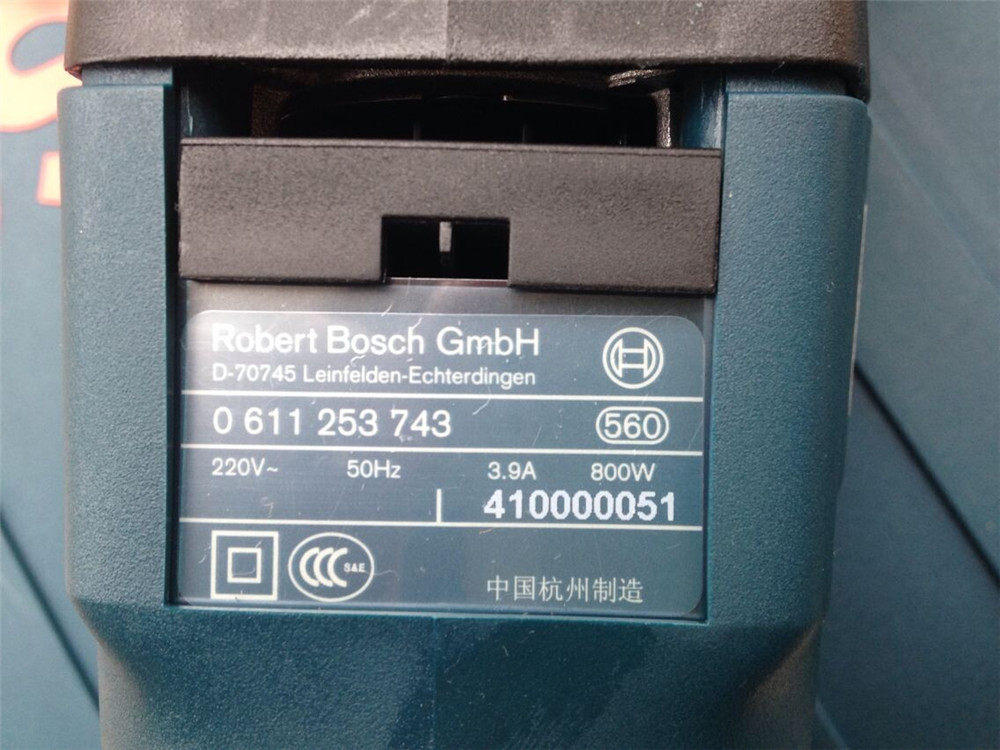 Robert Bosch GmbH
D-70745 Leinfelden-Echterdingen
0 611 253 743 560
220V~ 50Hz 3.9A 800W
410000051
CCC S&E
中国杭州制造